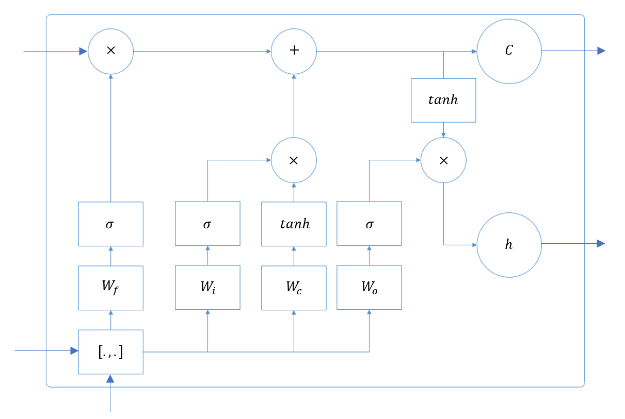 × + C
tanh
× ×
σ σ tanh σ
h
W_f W_i W_c W_o
[.,.]